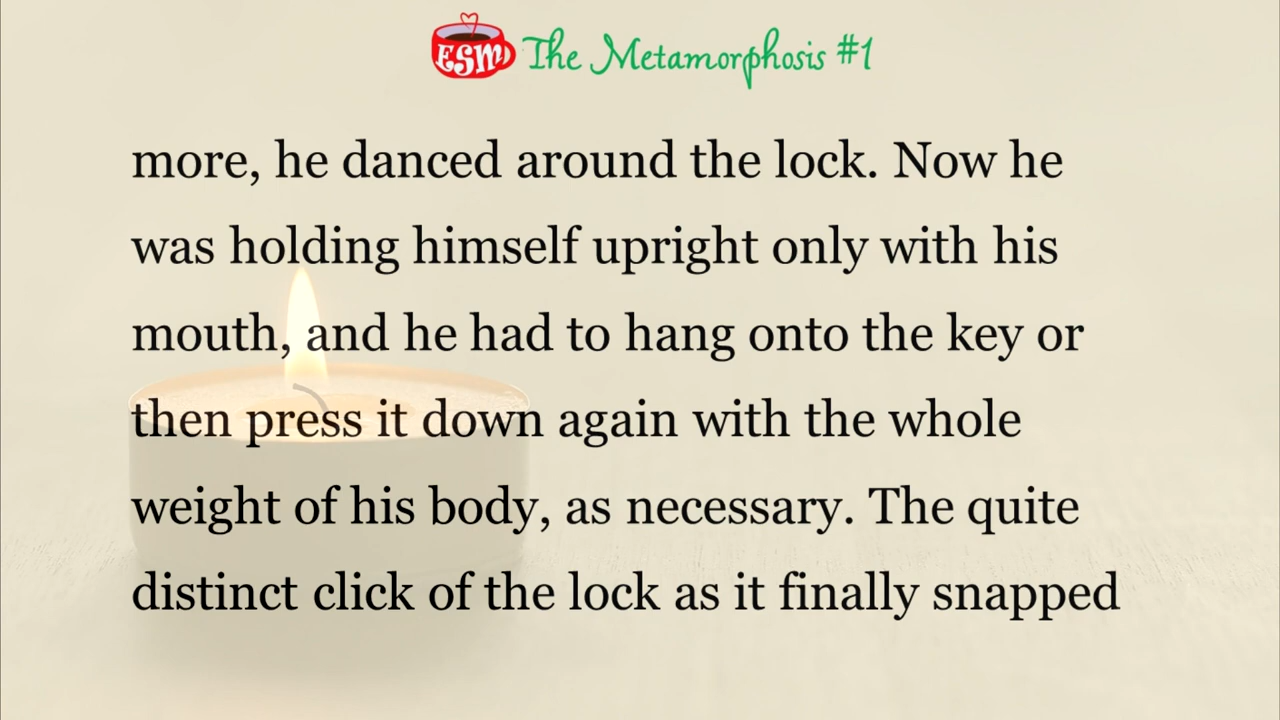 ESM The Metamorphosis #1
more, he danced around the lock. Now he
was holding himself upright only with his
mouth, and he had to hang onto the key or
then press it down again with the whole
weight of his body, as necessary. The quite
distinct click of the lock as it finally snapped